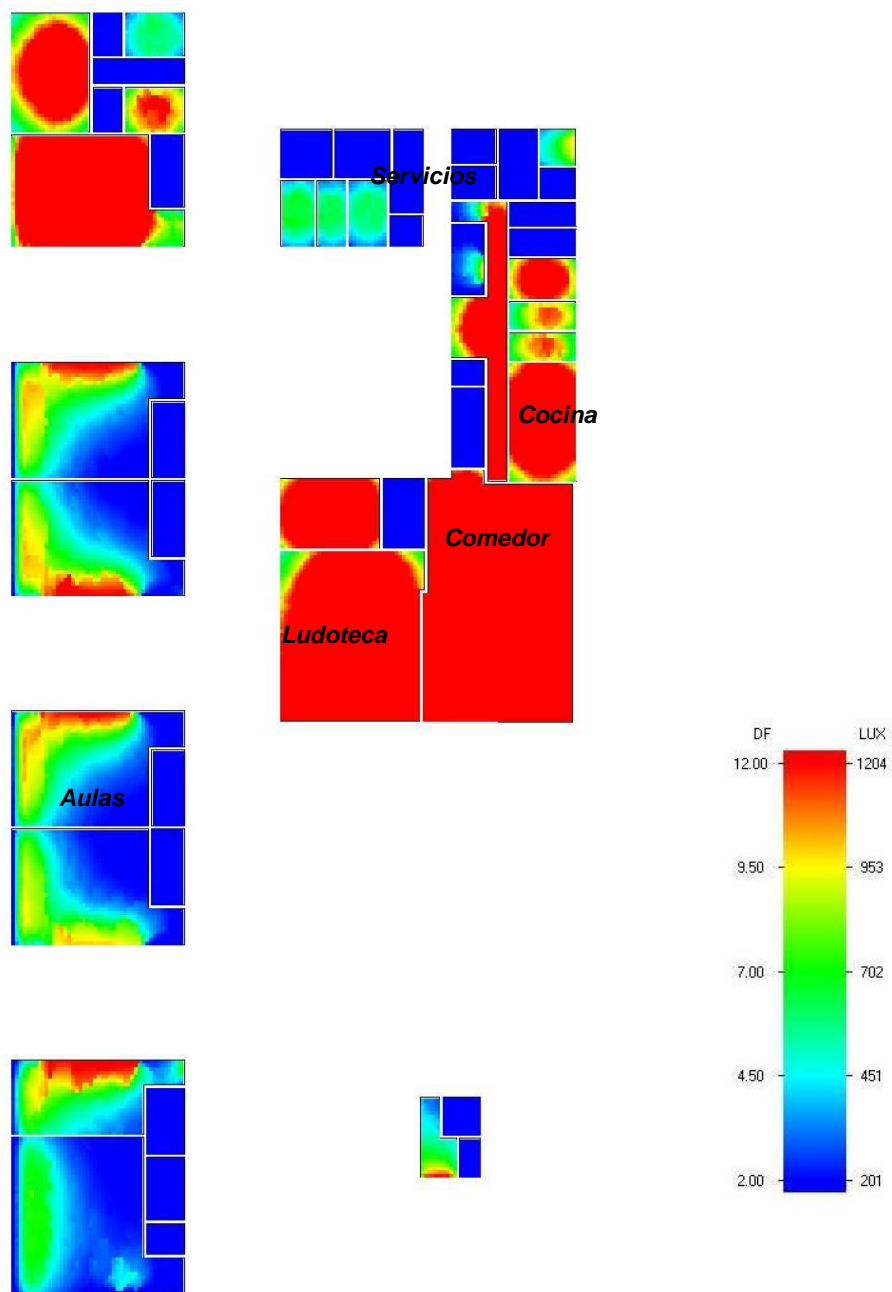 Servicios
Cocina
Comedor
Ludoteca
DF LUX
12.00 1204
Aulas
9.50 953
7.00 702
4.50 451
2.00 201